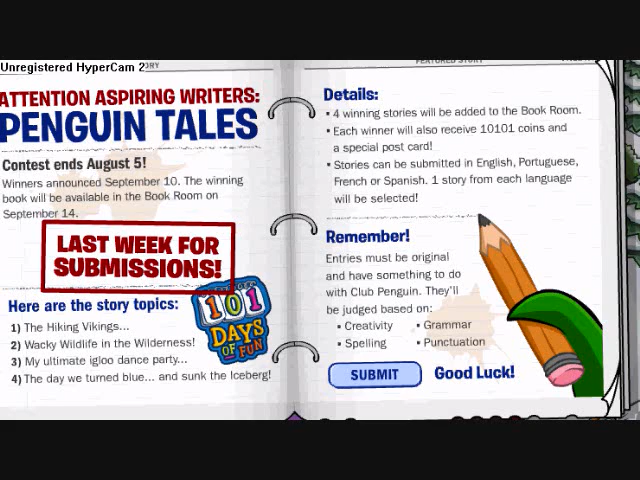 Unregistered HyperCam 2
ORY
ATTENTION ASPIRING WRITERS:
PENGUIN TALES
Contest ends August 5!
Winners announced September 10. The winning
book will be available in the Book Room on
September 14.
LAST WEEK FOR
SUBMISSIONS!
Here are the story topics:
1) The Hiking Vikings...
2) Wacky Wildlife in the Wilderness!
3) My ultimate igloo dance party...
4) The day we turned blue... and sunk the Iceberg!
101
DAYS
OF FUN
FEATURED STORY
Details:
• 4 winning stories will be added to the Book Room.
• Each winner will also receive 10101 coins and
a special post card!
• Stories can be submitted in English, Portuguese,
French or Spanish. 1 story from each language
will be selected!
Remember!
Entries must be original
and have something to do
with Club Penguin. They'll
be judged based on:
• Creativity • Grammar
• Spelling • Punctuation
SUBMIT Good Luck!